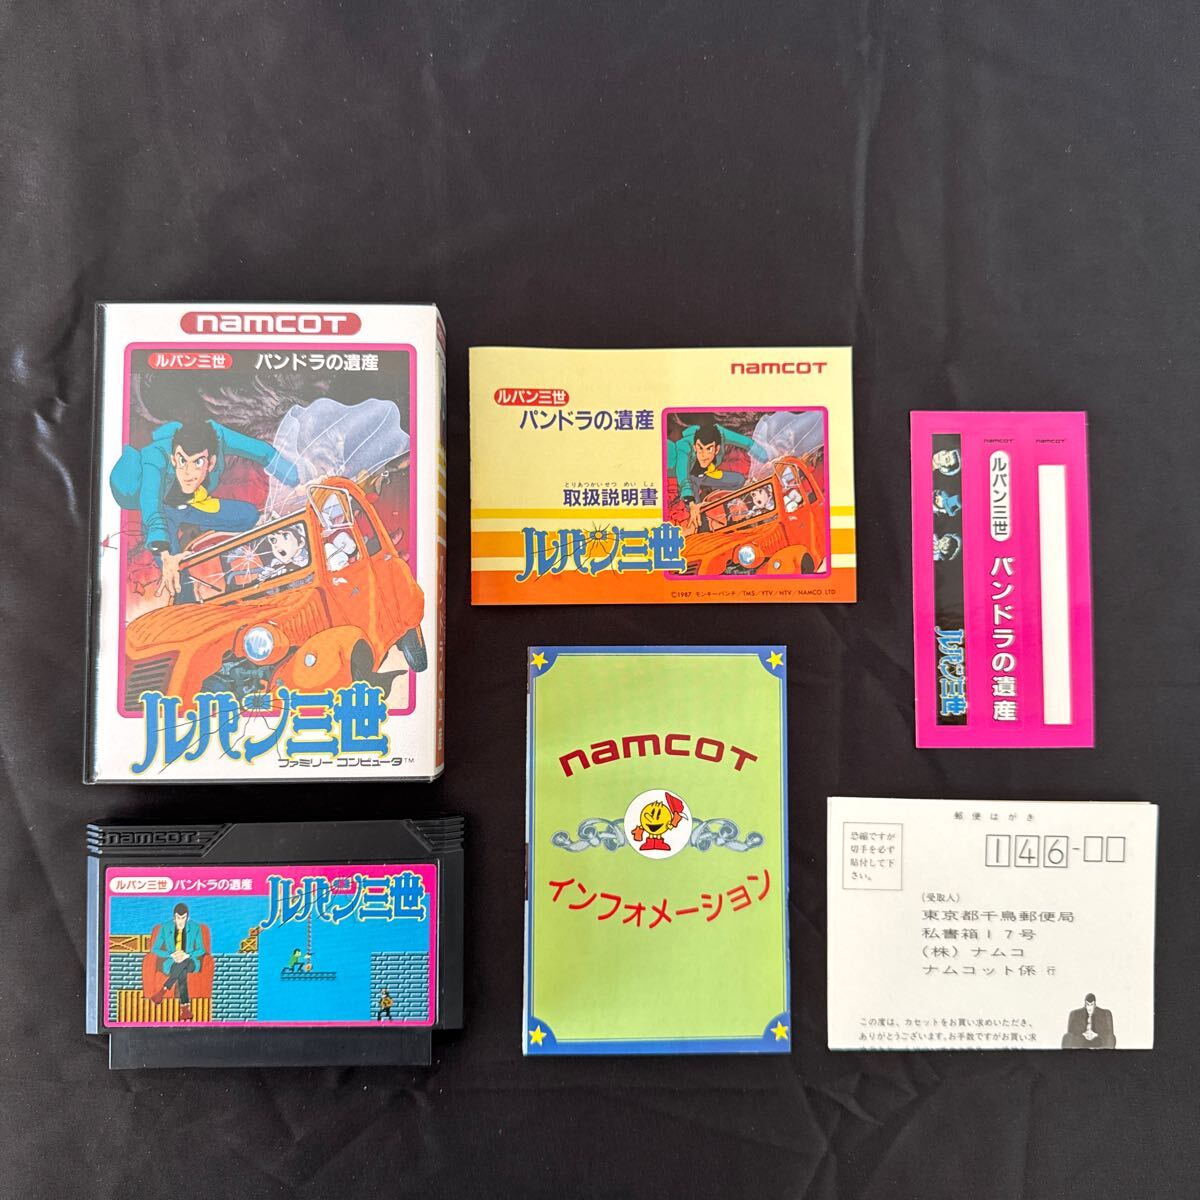 namcoT
ルパン三世
パンドラの遺産
ルパン三世
ファミリーコンピュータ™
namcoT
ルパン三世
パンドラの遺産
とりあつかいせつめいしょ
取扱説明書
ルパン三世
©1987 モンキーパンチ/TMS/YTV/NTV/NAMCO LTD
namcoT
namcoT
ルパン三世
パンドラの遺産
ルパン三世
namcoT
ルパン三世
パンドラの遺産
ルパン三世
namcoT
インフォメーション
郵便はがき
恐縮ですが
切手を必ず
貼付して下
さい。
146-
(受取人)
東京都千鳥郵便局
私書箱17号
(株)ナムコ
ナムコット係 行
この度は、カセットをお買い求めいただき、
ありがとうございます。お手数ですがお買い求